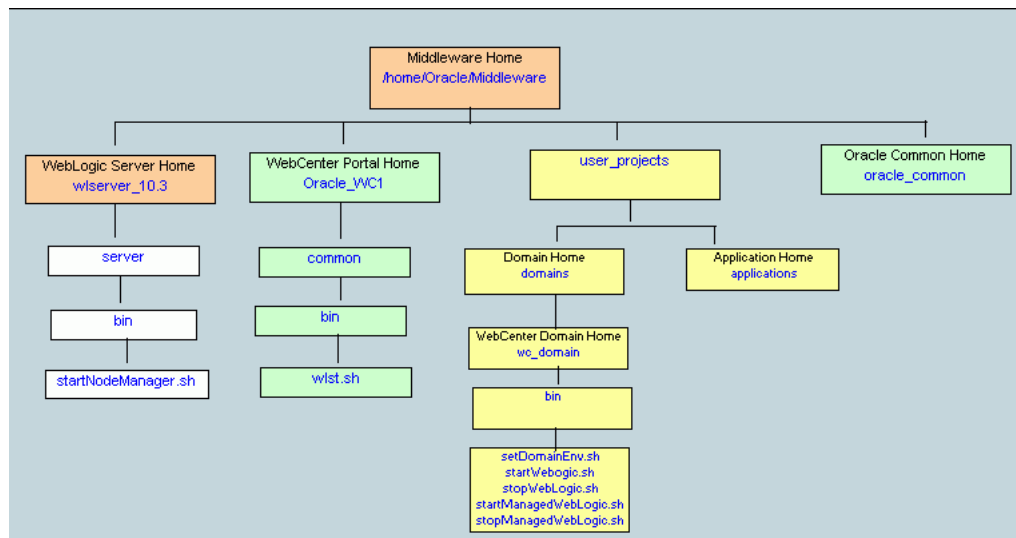 Middleware Home
/home/Oracle/Middleware
WebLogic Server Home
wlserver_10.3
WebCenter Portal Home
Oracle_WC1
user_projects
Oracle Common Home
oracle_common
server
common
Domain Home
domains
Application Home
applications
bin
bin
WebCenter Domain Home
wc_domain
startNodeManager.sh
wlst.sh
bin
setDomainEnv.sh
startWebogic.sh
stopWebLogic.sh
startManagedWebLogic.sh
stopManagedWebLogic.sh